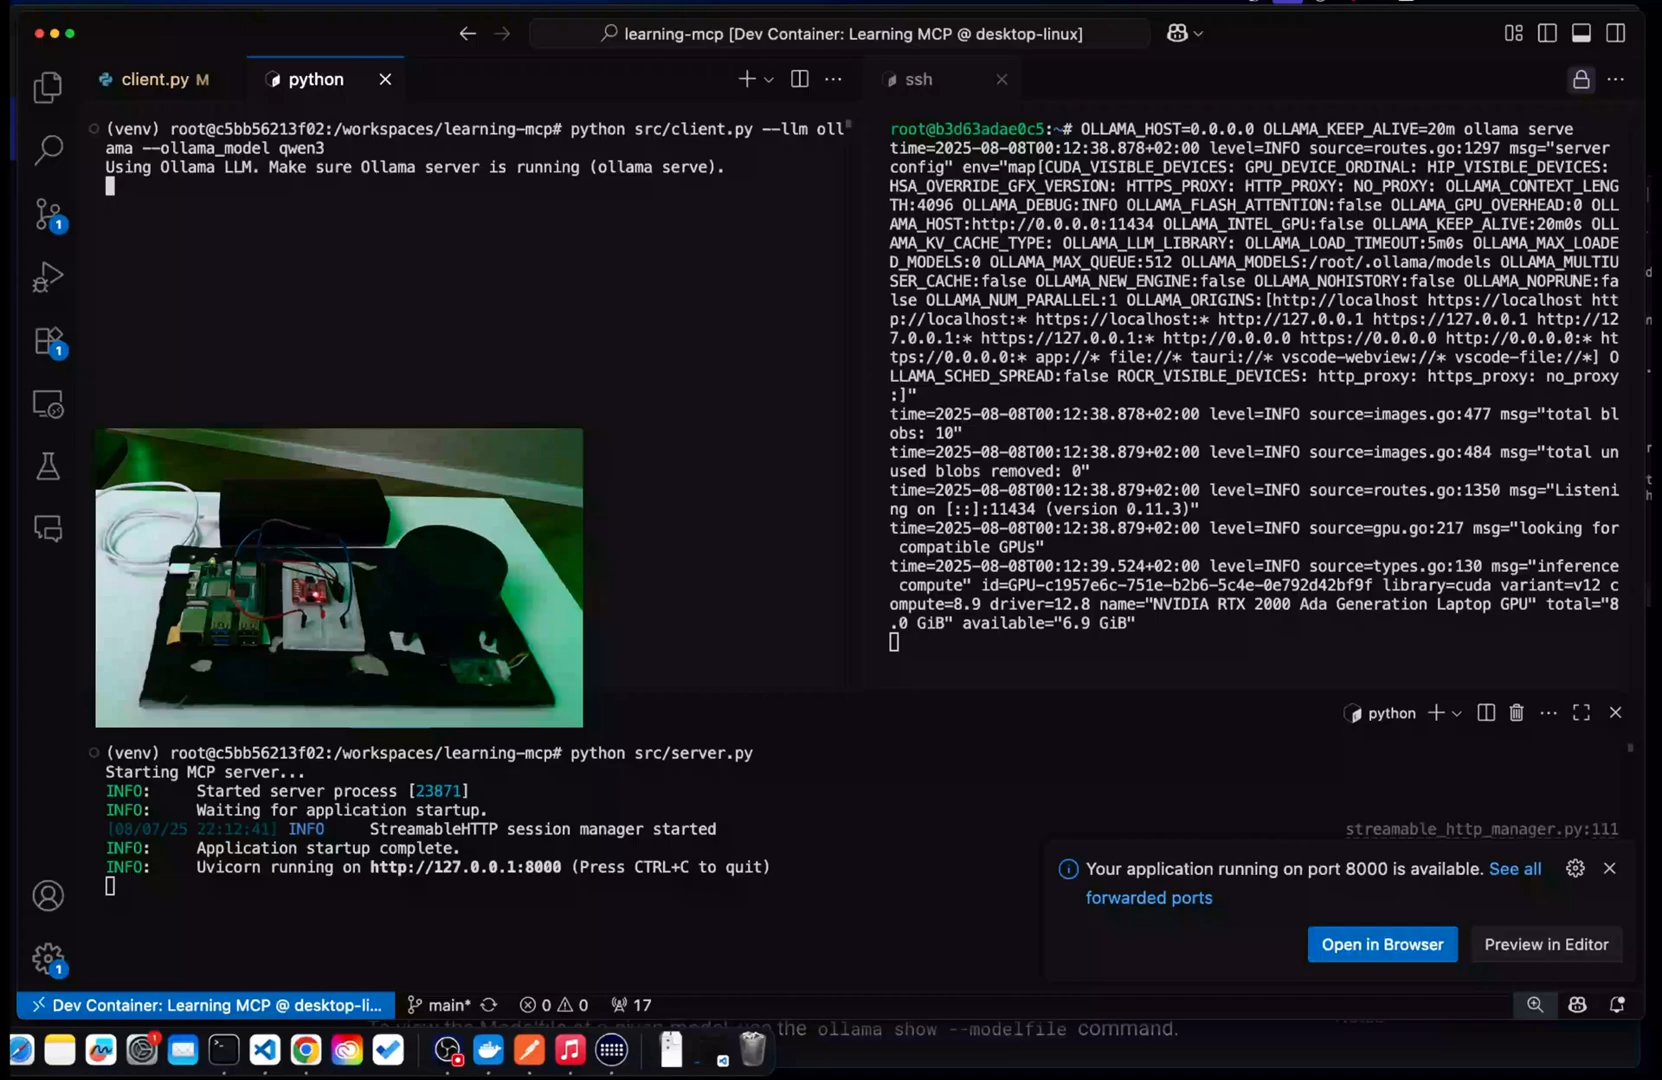 learning-mcp [Dev Container: Learning MCP @ desktop-linux]
client.py M
python
ssh
(venv) root@c5bb56213f02:/workspaces/learning-mcp# python src/client.py --llm oll
ama --ollama_model qwen3
Using Ollama LLM. Make sure Ollama server is running (ollama serve).
root@b3d63adae0c5:~# OLLAMA_HOST=0.0.0.0 OLLAMA_KEEP_ALIVE=20m ollama serve
time=2025-08-08T00:12:38.878+02:00 level=INFO source=routes.go:1297 msg="server
config" env="map[CUDA_VISIBLE_DEVICES: GPU_DEVICE_ORDINAL: HIP_VISIBLE_DEVICES:
HSA_OVERRIDE_GFX_VERSION: HTTPS_PROXY: HTTP_PROXY: NO_PROXY: OLLAMA_CONTEXT_LENG
TH:4096 OLLAMA_DEBUG:INFO OLLAMA_FLASH_ATTENTION:false OLLAMA_GPU_OVERHEAD:0 OLL
AMA_HOST:http://0.0.0.0:11434 OLLAMA_INTEL_GPU:false OLLAMA_KEEP_ALIVE:20m0s OLL
AMA_KV_CACHE_TYPE: OLLAMA_LLM_LIBRARY: OLLAMA_LOAD_TIMEOUT:5m0s OLLAMA_MAX_LOADE
D_MODELS:0 OLLAMA_MAX_QUEUE:512 OLLAMA_MODELS:/root/.ollama/models OLLAMA_MULTIU
SER_CACHE:false OLLAMA_NEW_ENGINE:false OLLAMA_NOHISTORY:false OLLAMA_NOPRUNE:fa
lse OLLAMA_NUM_PARALLEL:1 OLLAMA_ORIGINS:[http://localhost https://localhost htt
p://localhost:* https://localhost:* http://127.0.0.1 https://127.0.0.1 http://12
7.0.0.1:* https://127.0.0.1:* http://0.0.0.0 https://0.0.0.0 http://0.0.0.0:* ht
tps://0.0.0.0:* app://* file://* tauri://* vscode-webview://* vscode-file://*] O
LLAMA_SCHED_SPREAD:false ROCR_VISIBLE_DEVICES: http_proxy: https_proxy: no_proxy
:]"
time=2025-08-08T00:12:38.878+02:00 level=INFO source=images.go:477 msg="total bl
obs: 10"
time=2025-08-08T00:12:38.879+02:00 level=INFO source=images.go:484 msg="total un
used blobs removed: 0"
time=2025-08-08T00:12:38.879+02:00 level=INFO source=routes.go:1350 msg="Listeni
ng on [::]:11434 (version 0.11.3)"
time=2025-08-08T00:12:38.879+02:00 level=INFO source=gpu.go:217 msg="looking for
compatible GPUs"
time=2025-08-08T00:12:39.524+02:00 level=INFO source=types.go:130 msg="inference
compute" id=GPU-c1957e6c-751e-b2b6-5c4e-0e792d42bf9f library=cuda variant=v12 c
ompute=8.9 driver=12.8 name="NVIDIA RTX 2000 Ada Generation Laptop GPU" total="8
.0 GiB" available="6.9 GiB"
python
(venv) root@c5bb56213f02:/workspaces/learning-mcp# python src/server.py
Starting MCP server...
INFO: Started server process [23871]
INFO: Waiting for application startup.
[08/07/25 22:12:41] INFO StreamableHTTP session manager started streamable_http_manager.py:111
INFO: Application startup complete.
INFO: Uvicorn running on http://127.0.0.1:8000 (Press CTRL+C to quit)
Your application running on port 8000 is available. See all
forwarded ports
Open in Browser
Preview in Editor
1
1
1
Dev Container: Learning MCP @ desktop-li...
main*
0
0
17
the ollama show --modelfile command.
1